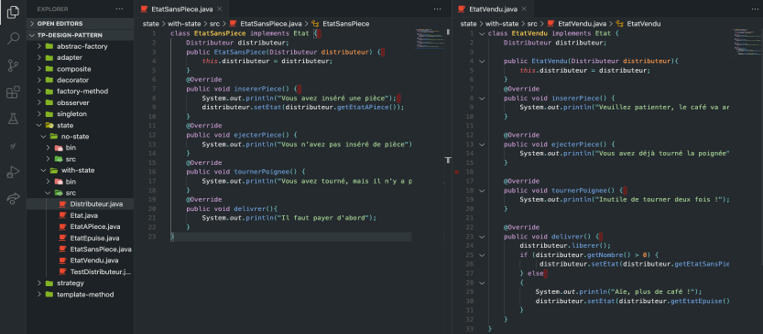 EXPLORER
OPEN EDITORS
TP-DESIGN-PATTERN
abstrac-factory
adapter
composite
decorator
factory-method
obsserver
singleton
state
no-state
bin
src
with-state
bin
src
Distributeur.java
Etat.java
EtatAPiece.java
EtatEpuise.java
EtatSansPiece.java
EtatVendu.java
TestDistributeur.j...
strategy
template-method
EtatSansPiece.java
state > with-state > src > EtatSansPiece.java > EtatSansPiece
1 class EtatSansPiece implements Etat {
2 Distributeur distributeur;
3 public EtatSansPiece(Distributeur distributeur) {
4 this.distributeur = distributeur;
5 }
6 @Override
7 public void insererPiece() {
8 System.out.println("Vous avez inséré une pièce");
9 distributeur.setEtat(distributeur.getEtatAPiece());
10 }
11 @Override
12 public void ejecterPiece() {
13 System.out.println("Vous n'avez pas inséré de pièce")
14 }
15 @Override
16 public void tournerPoignee() {
17 System.out.println("Vous avez tourné, mais il n'y a p
18 }
19 @Override
20 public void delivrer(){
21 System.out.println("Il faut payer d'abord");
22 }
23 }
EtatVendu.java
state > with-state > src > EtatVendu.java > EtatVendu
1 class EtatVendu implements Etat {
2 Distributeur distributeur;
3
4 public EtatVendu(Distributeur distributeur){
5 this.distributeur = distributeur;
6 }
7
8 @Override
9 public void insererPiece() {
10 System.out.println("Veuillez patienter, le café va ar
11 }
12
13 @Override
14 public void ejecterPiece() {
15 System.out.println("Vous avez déjà tourné la poignée"
16 }
17
18 @Override
19 public void tournerPoignee() {
20 System.out.println("Inutile de tourner deux fois !");
21 }
22
23 @Override
24 public void delivrer() {
25 distributeur.liberer();
26 if (distributeur.getNombre() > 0) {
27 distributeur.setEtat(distributeur.getEtatSansPie
28 } else
29 {
30 System.out.println("Aïe, plus de café !");
31 distributeur.setEtat(distributeur.getEtatEpuise()
32 }
33 }